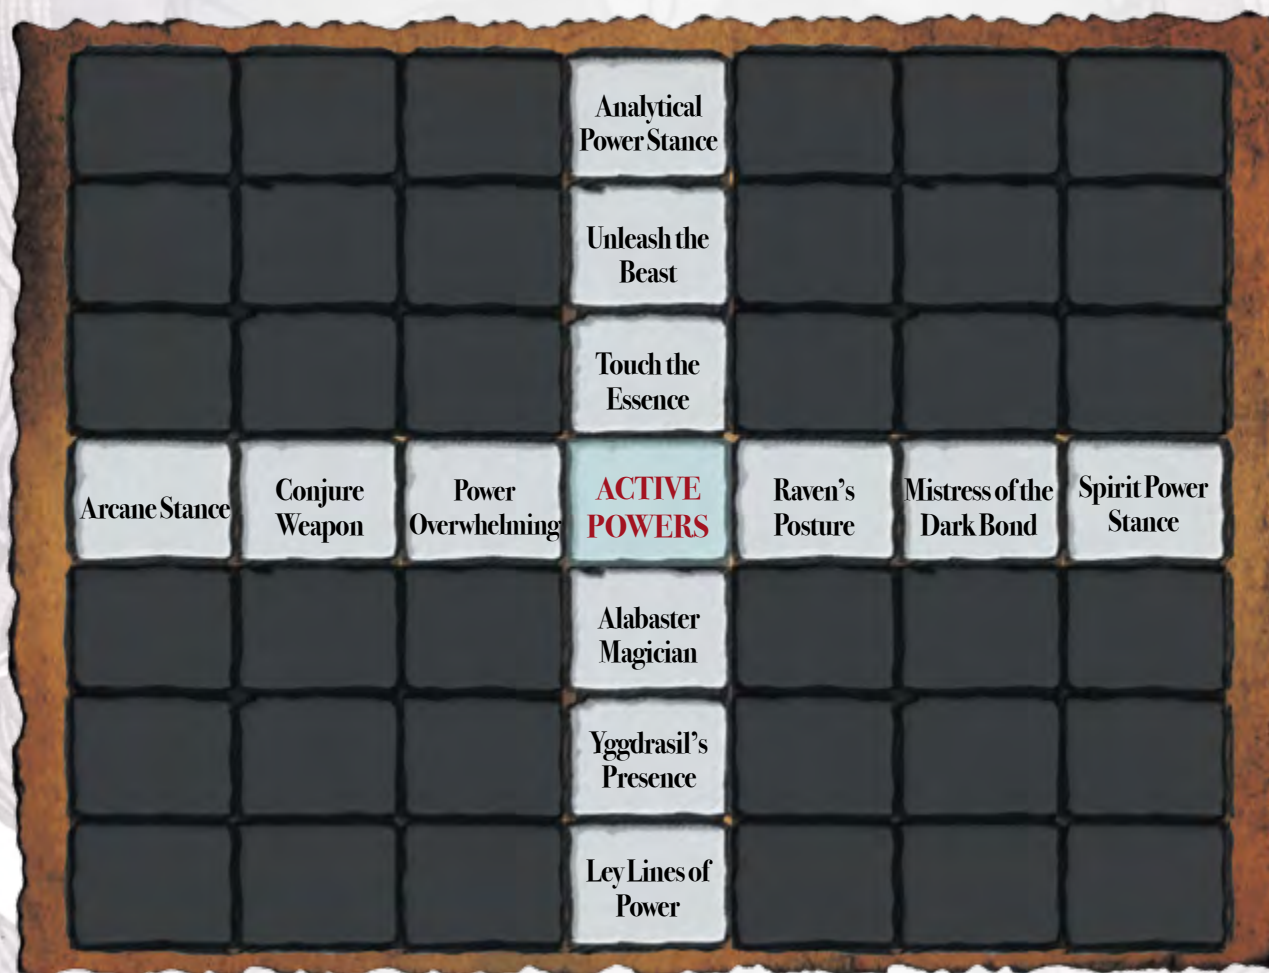 Analytical
Power Stance
Unleash the
Beast
Touch the
Essence
Arcane Stance
Conjure
Weapon
Power
Overwhelming
ACTIVE
POWERS
Raven's
Posture
Mistress of the
Dark Bond
Spirit Power
Stance
Alabaster
Magician
Yggdrasil's
Presence
Ley Lines of
Power